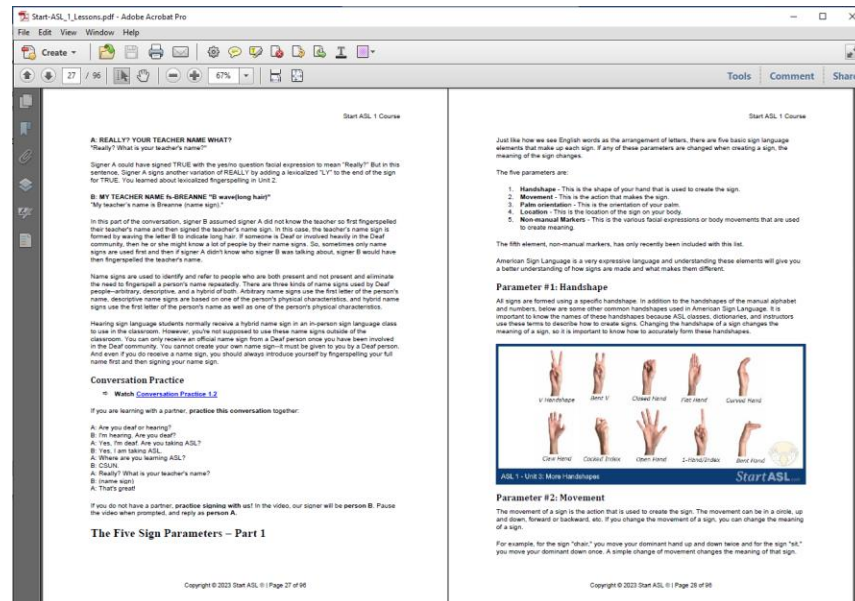 Start-ASL_1_Lessons.pdf - Adobe Acrobat Pro
File Edit View Window Help
Create
27 / 96
67%
Tools Comment Share
Start ASL 1 Course
A: REALLY? YOUR TEACHER NAME WHAT?
"Really? What is your teacher's name?"
Signer A could have signed TRUE with the yes/no question facial expression to mean "Really?" But in this
sentence, Signer A signs another variation of REALLY by adding a lexicalized "LY" to the end of the sign
for TRUE. You learned about lexicalized fingerspelling in Unit 2.
B: MY TEACHER NAME fs-BREANNE "B wave(long hair)"
"My teacher's name is Breanne (name sign)."
In this part of the conversation, signer B assumed signer A did not know the teacher so first fingerspelled
their teacher's name and then signed the teacher's name sign. In this case, the teacher's name sign is
formed by waving the letter B to indicate long hair. If someone is Deaf or involved heavily in the Deaf
community, then he or she might know a lot of people by their name signs. So, sometimes only name
signs are used first and then if signer A didn't know who signer B was talking about, signer B would have
then fingerspelled the teacher's name.
Name signs are used to identify and refer to people who are both present and not present and eliminate
the need to fingerspell a person's name repeatedly. There are three kinds of name signs used by Deaf
people—arbitrary, descriptive, and a hybrid of both. Arbitrary name signs use the first letter of the person's
name, descriptive name signs are based on one of the person's physical characteristics, and hybrid name
signs use the first letter of the person's name as well as one of the person's physical characteristics.
Hearing sign language students normally receive a hybrid name sign in an in-person sign language class
to use in the classroom. However, you're not supposed to use these name signs outside of the
classroom. You can only receive an official name sign from a Deaf person once you have been involved
in the Deaf community. You cannot create your own name sign—it must be given to you by a Deaf person.
And even if you do receive a name sign, you should always introduce yourself by fingerspelling your full
name first and then signing your name sign.
Conversation Practice
Watch Conversation Practice 1.2
If you are learning with a partner, practice this conversation together:
A: Are you deaf or hearing?
B: I'm hearing. Are you deaf?
A: Yes, I'm deaf. Are you taking ASL?
B: Yes, I am taking ASL.
A: Where are you learning ASL?
B: CSUN.
A: Really? What is your teacher's name?
B: (name sign)
A: That's great!
If you do not have a partner, practice signing with us! In the video, our signer will be person B. Pause
the video when prompted, and reply as person A.
The Five Sign Parameters – Part 1
Copyright © 2023 Start ASL ® | Page 27 of 96
Start ASL 1 Course
Just like how we see English words as the arrangement of letters, there are five basic sign language
elements that make up each sign. If any of these parameters are changed when creating a sign, the
meaning of the sign changes.
The five parameters are:
1. Handshape - This is the shape of your hand that is used to create the sign.
2. Movement - This is the action that makes the sign.
3. Palm orientation - This is the orientation of your palm.
4. Location - This is the location of the sign on your body.
5. Non-manual Markers - This is the various facial expressions or body movements that are used
to create meaning.
The fifth element, non-manual markers, has only recently been included with this list.
American Sign Language is a very expressive language and understanding these elements will give you
a better understanding of how signs are made and what makes them different.
Parameter #1: Handshape
All signs are formed using a specific handshape. In addition to the handshapes of the manual alphabet
and numbers, below are some other common handshapes used in American Sign Language. It is
important to know the names of these handshapes because ASL classes, dictionaries, and instructors
use these terms to describe how to create signs. Changing the handshape of a sign changes the
meaning of a sign, so it is important to know how to accurately form these handshapes.
V Handshape Bent V Closed Hand Flat Hand Curved Hand
Claw Hand Cocked Index Open Hand 1-Hand/Index Bent Hand
ASL 1 - Unit 3: More Handshapes
StartASL
Parameter #2: Movement
The movement of a sign is the action that is used to create the sign. The movement can be in a circle, up
and down, forward or backward, etc. If you change the movement of a sign, you can change the meaning
of a sign.
For example, for the sign "chair," you move your dominant hand up and down twice and for the sign "sit,"
you move your dominant down once. A simple change of movement changes the meaning of that sign.
Copyright © 2023 Start ASL ® | Page 28 of 96